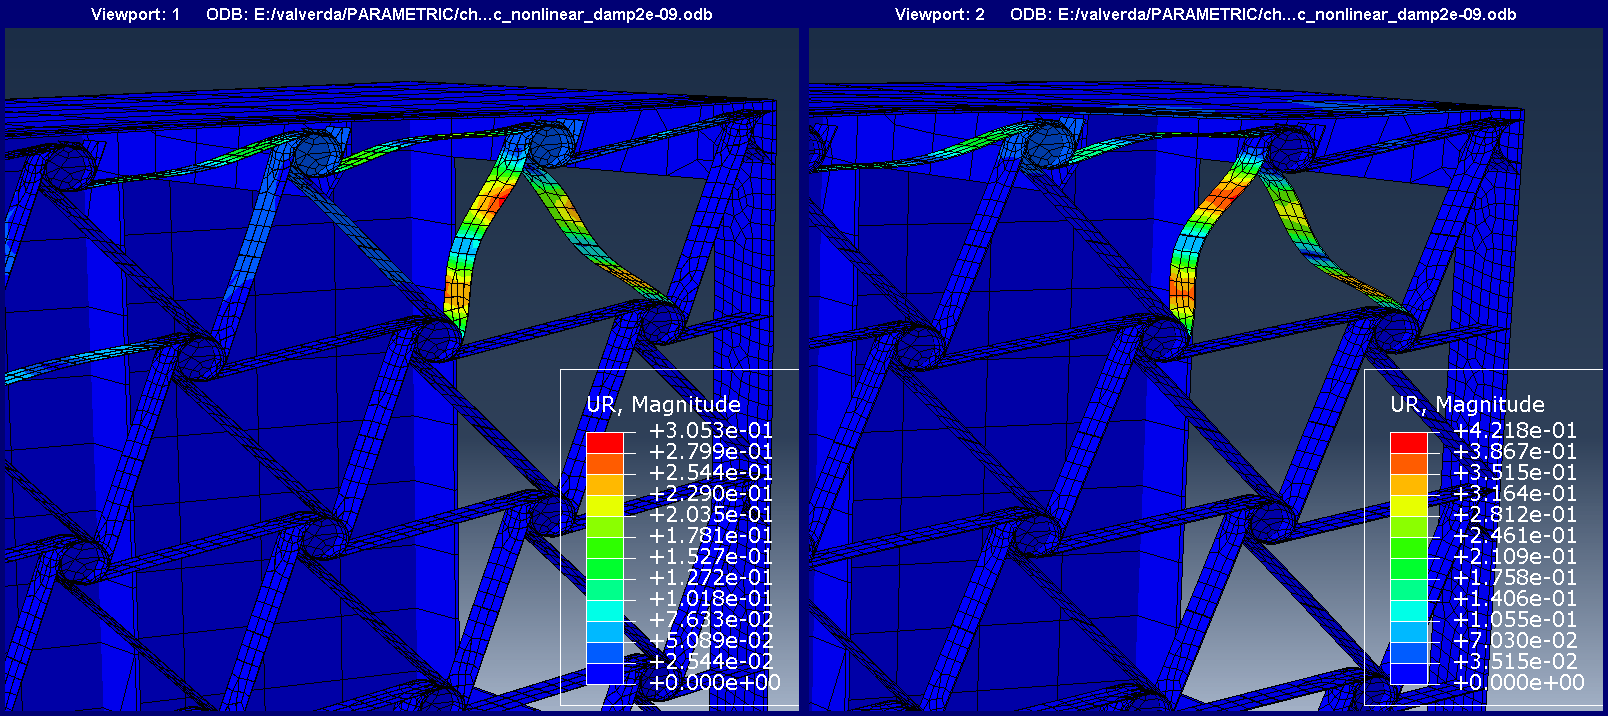 Viewport: 1 ODB: E:/valverda/PARAMETRIC/ch...c_nonlinear_damp2e-09.odb
UR, Magnitude
+3.053e-01
+2.799e-01
+2.544e-01
+2.290e-01
+2.035e-01
+1.781e-01
+1.527e-01
+1.272e-01
+1.018e-01
+7.633e-02
+5.089e-02
+2.544e-02
+0.000e+00
Viewport: 2 ODB: E:/valverda/PARAMETRIC/ch...c_nonlinear_damp2e-09.odb
UR, Magnitude
+4.218e-01
+3.867e-01
+3.515e-01
+3.164e-01
+2.812e-01
+2.461e-01
+2.109e-01
+1.758e-01
+1.406e-01
+1.055e-01
+7.030e-02
+3.515e-02
+0.000e+00